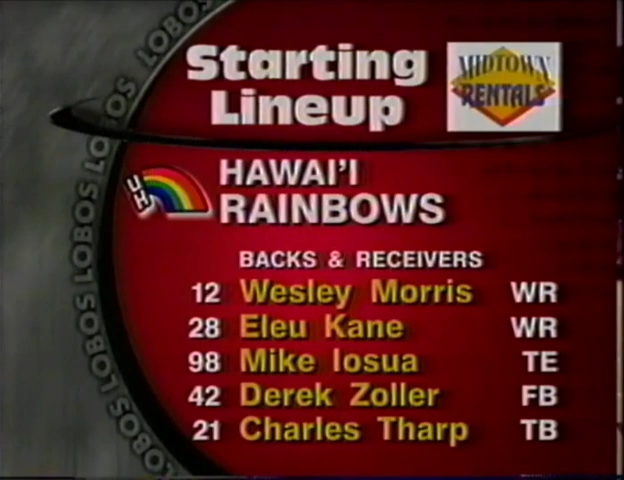 LOBOS LOBOS LOBOS LOBOS LOBOS LOBOS
Starting
Lineup
MIDTOWN
RENTALS
UH
HAWAI'I
RAINBOWS
BACKS & RECEIVERS
12 Wesley Morris WR
28 Eleu Kane WR
98 Mike Iosua TE
42 Derek Zoller FB
21 Charles Tharp TB